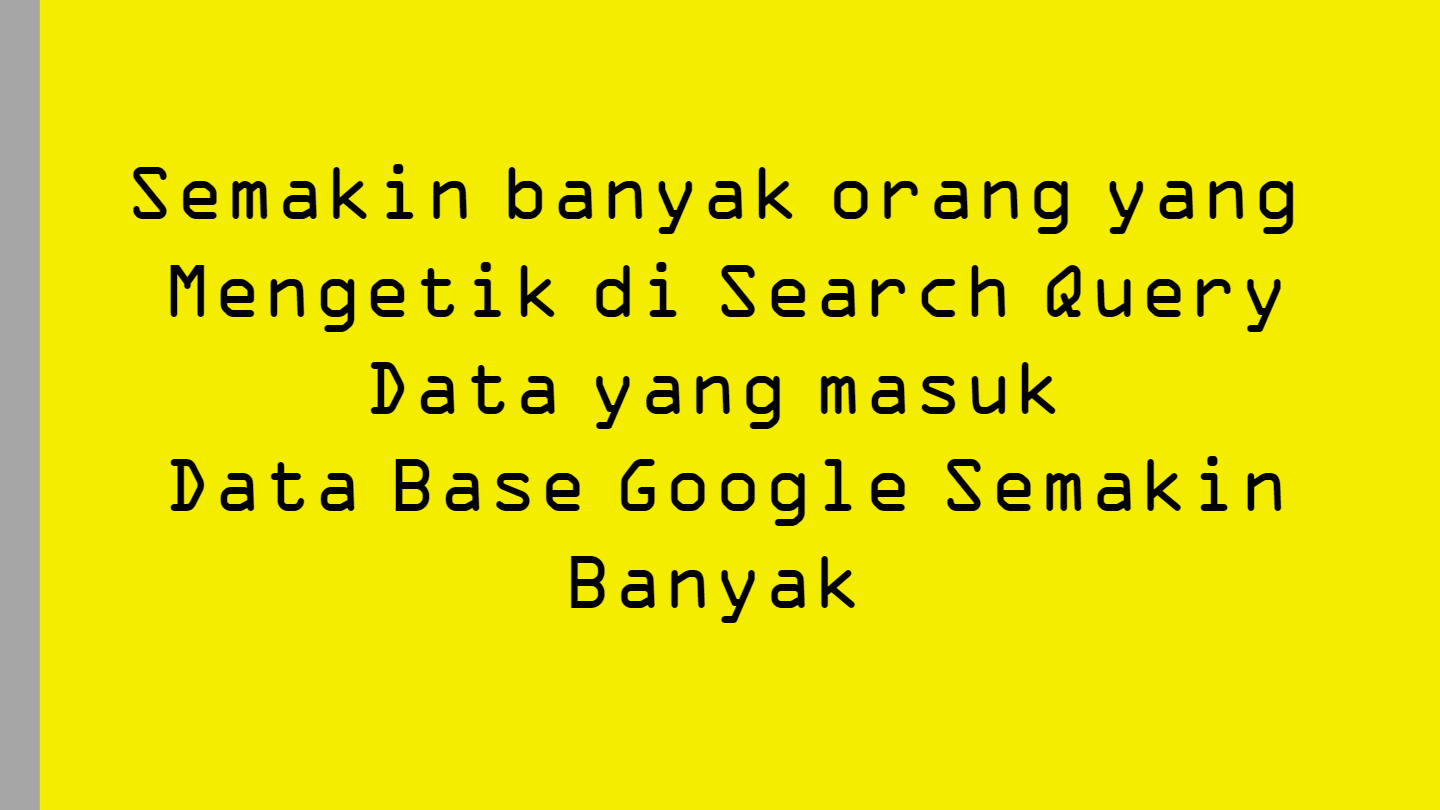 Semakin banyak orang yang
Mengetik di Search Query
Data yang masuk
Data Base Google Semakin
Banyak